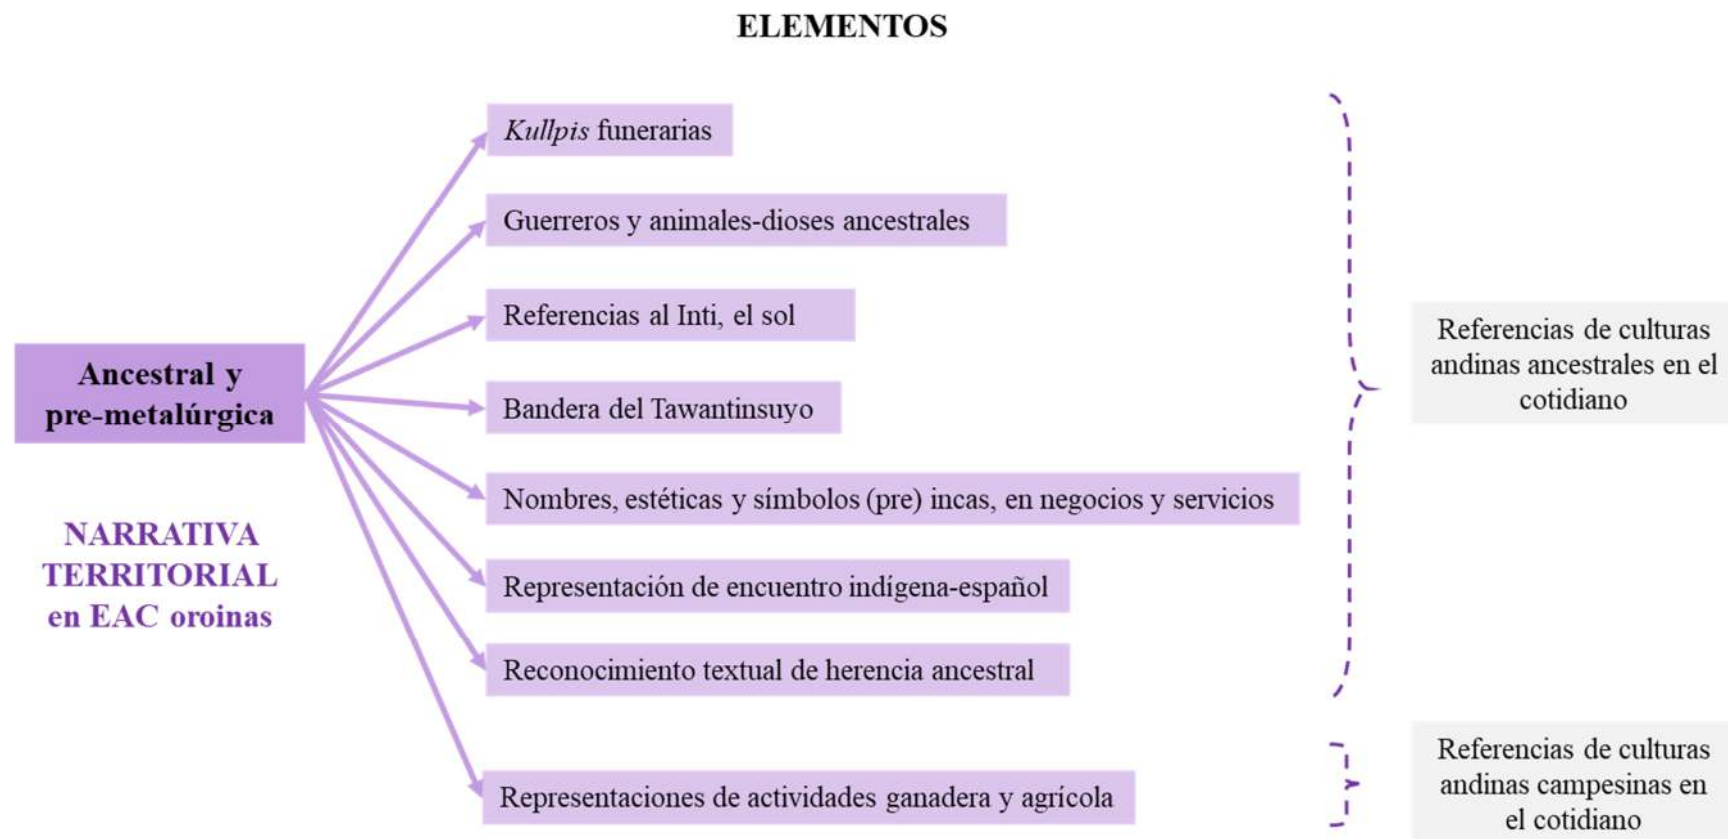 ELEMENTOS
Kullpis funerarias
Guerreros y animales-dioses ancestrales
Referencias al Inti, el sol
Ancestral y
pre-metalúrgica
Bandera del Tawantinsuyo
Nombres, estéticas y símbolos (pre) incas, en negocios y servicios
NARRATIVA
TERRITORIAL
en EAC oroinas
Representación de encuentro indígena-español
Reconocimiento textual de herencia ancestral
Representaciones de actividades ganadera y agrícola
Referencias de culturas
andinas ancestrales en el
cotidiano
Referencias de culturas
andinas campesinas en
el cotidiano